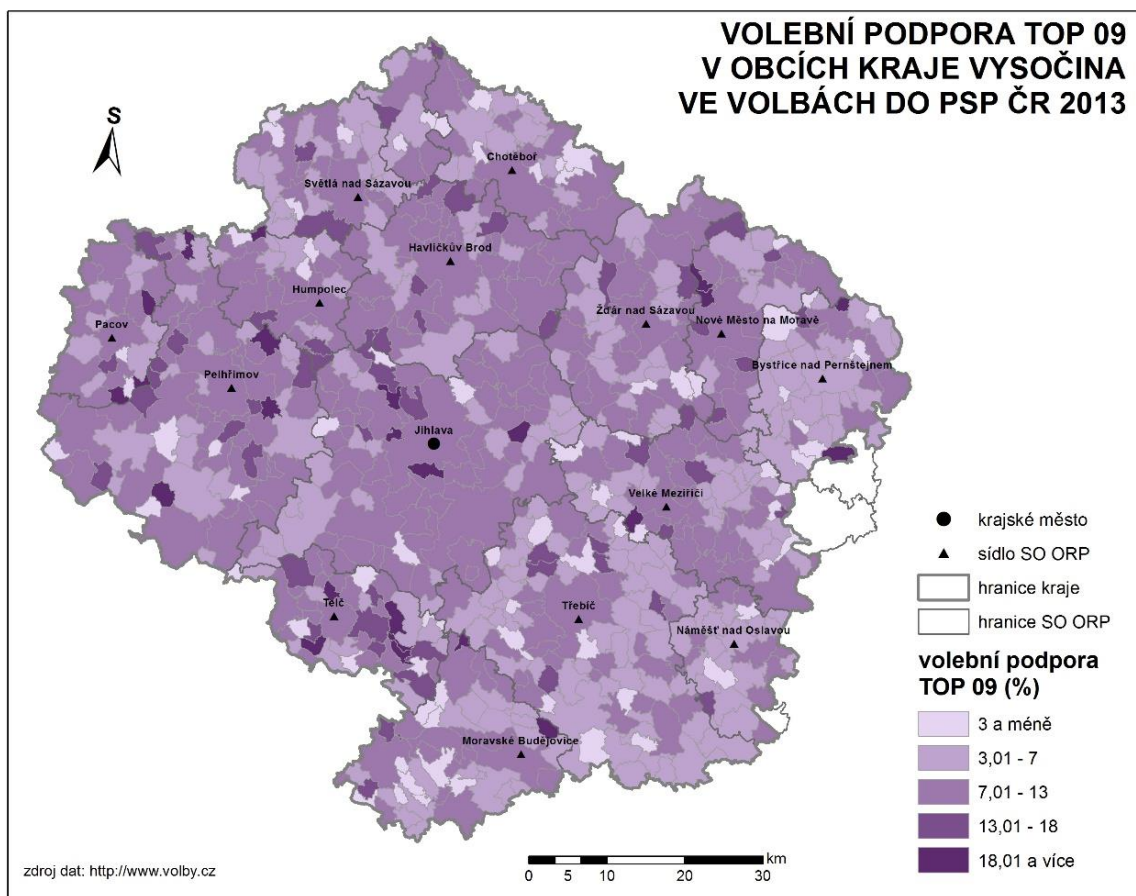 VOLEBNÍ PODPORA TOP 09
V OBCÍCH KRAJE VYSOČINA
VE VOLBÁCH DO PSP ČR 2013
S
Chotěboř
Světlá nad Sázavou
Havlíčkův Brod
Humpolec
Žďár nad Sázavou
Nové Město na Moravě
Pacov
Bystřice nad Pernštejnem
Pelhřimov
Jihlava
Velké Meziříčí
Telč
Třebíč
Náměšť nad Oslavou
Moravské Budějovice
krajské město
sídlo SO ORP
hranice kraje
hranice SO ORP
volební podpora
TOP 09 (%)
3 a méně
3,01 - 7
7,01 - 13
13,01 - 18
18,01 a více
zdroj dat: http://www.volby.cz
km
0 5 10 20 30